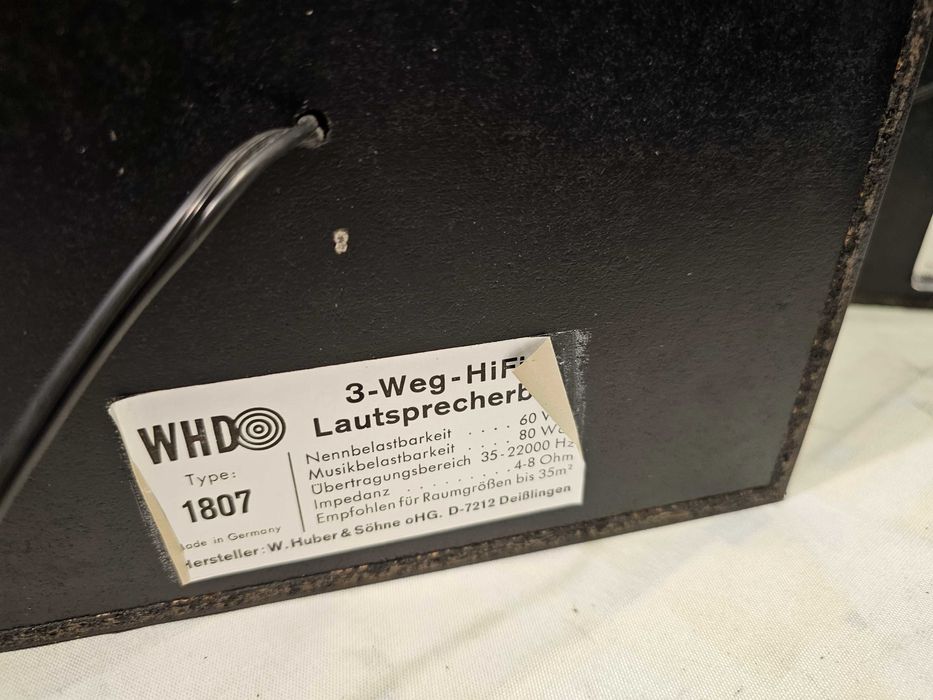 WHD
Type:
1807
Made in Germany
3-Weg-HiFi
Lautsprecherb
Nennbelastbarkeit . . . . 60 W
Musikbelastbarkeit . . . . 80 Wa
Übertragungsbereich 35-22000 Hz
Impedanz . . . . . . . . 4-8 Ohm
Empfohlen für Raumgrößen bis 35m²
Hersteller: W. Huber & Söhne oHG. D-7212 Deißlingen